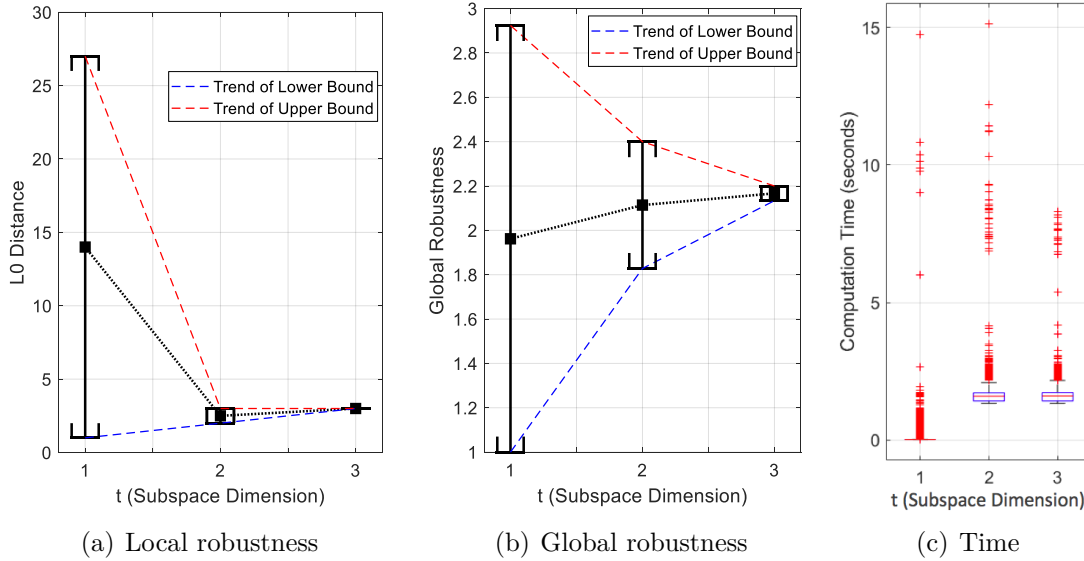 30
25
20
15
10
5
0
L0 Distance
Trend of Lower Bound
Trend of Upper Bound
1 2 3
t (Subspace Dimension)
(a) Local robustness
3
2.8
2.6
2.4
2.2
2
1.8
1.6
1.4
1.2
1
Global Robustness
Trend of Lower Bound
Trend of Upper Bound
1 2 3
t (Subspace Dimension)
(b) Global robustness
15
10
5
0
Computation Time (seconds)
1 2 3
t (Subspace Dimension)
(c) Time